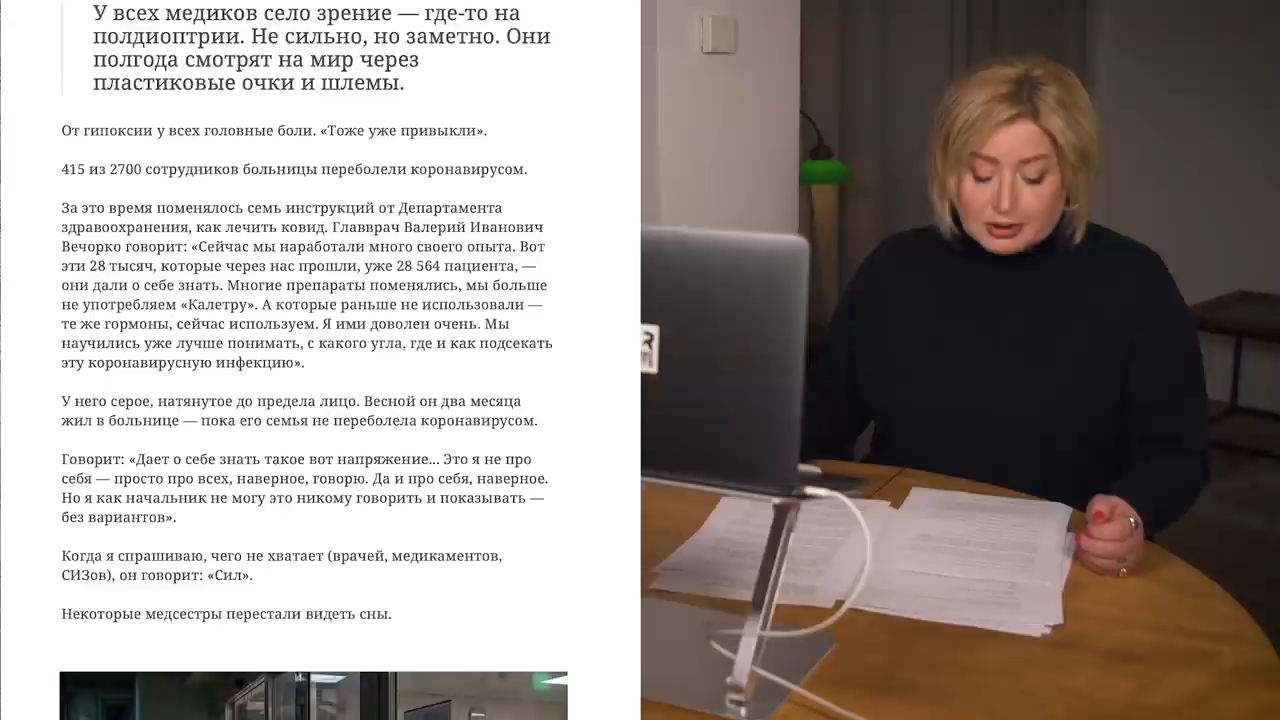 У всех медиков село зрение — где-то на
полдиоптрии. Не сильно, но заметно. Они
полгода смотрят на мир через
пластиковые очки и шлемы.
От гипоксии у всех головные боли. «Тоже уже привыкли».
415 из 2700 сотрудников больницы переболели коронавирусом.
За это время поменялось семь инструкций от Департамента
здравоохранения, как лечить ковид. Главврач Валерий Иванович
Вечорко говорит: «Сейчас мы наработали много своего опыта. Вот
эти 28 тысяч, которые через нас прошли, уже 28 564 пациента, —
они дали о себе знать. Многие препараты поменялись, мы больше
не употребляем «Калетру». А которые раньше не использовали —
те же гормоны, сейчас используем. Я ими доволен очень. Мы
научились уже лучше понимать, с какого угла, где и как подсекать
эту коронавирусную инфекцию».
У него серое, натянутое до предела лицо. Весной он два месяца
жил в больнице — пока его семья не переболела коронавирусом.
Говорит: «Дает о себе знать такое вот напряжение... Это я не про
себя — просто про всех, наверное, говорю. Да и про себя, наверное.
Но я как начальник не могу это никому говорить и показывать —
без вариантов».
Когда я спрашиваю, чего не хватает (врачей, медикаментов,
СИЗов), он говорит: «Сил».
Некоторые медсестры перестали видеть сны.